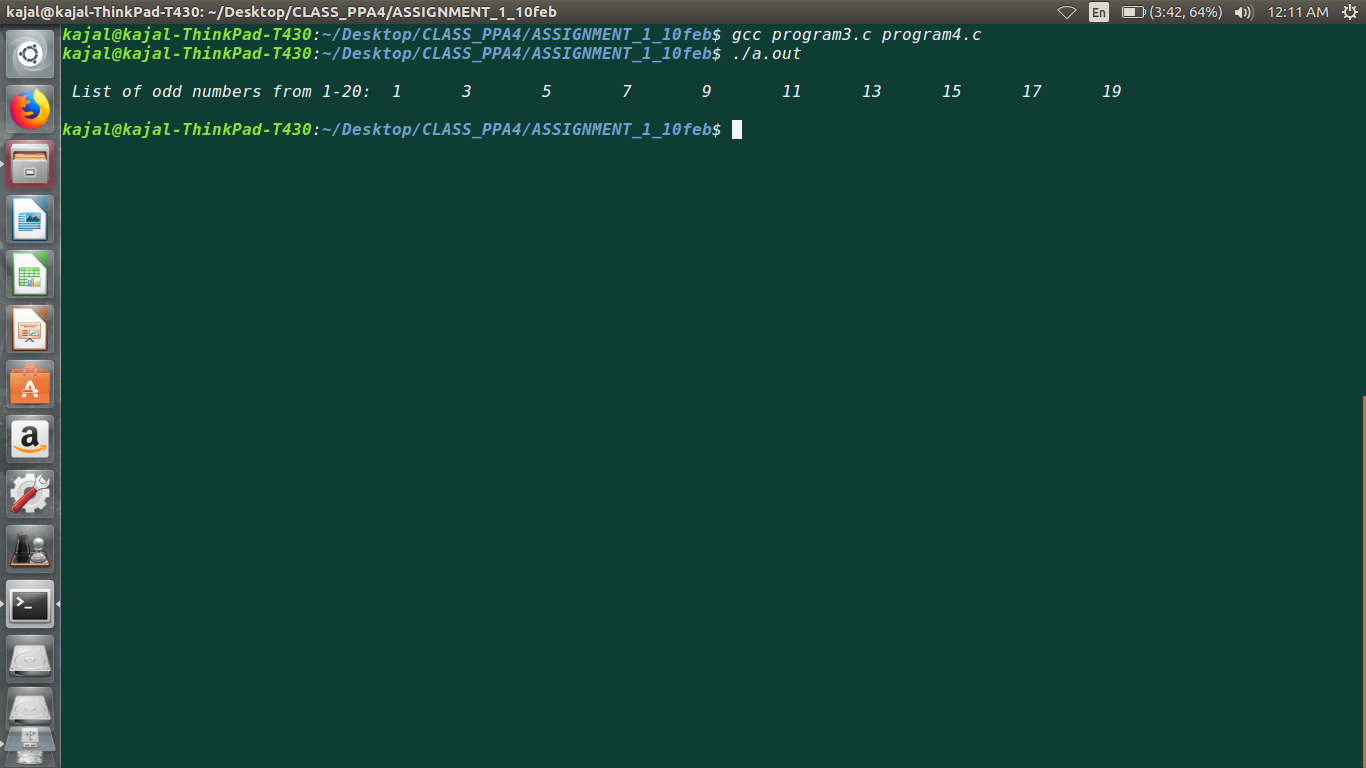 kajal@kajal-ThinkPad-T430: ~/Desktop/CLASS_PPA4/ASSIGNMENT_1_10feb En (3:42, 64%) 12:11 AM
kajal@kajal-ThinkPad-T430:~/Desktop/CLASS_PPA4/ASSIGNMENT_1_10feb$ gcc program3.c program4.c
kajal@kajal-ThinkPad-T430:~/Desktop/CLASS_PPA4/ASSIGNMENT_1_10feb$ ./a.out
List of odd numbers from 1-20: 1 3 5 7 9 11 13 15 17 19
kajal@kajal-ThinkPad-T430:~/Desktop/CLASS_PPA4/ASSIGNMENT_1_10feb$